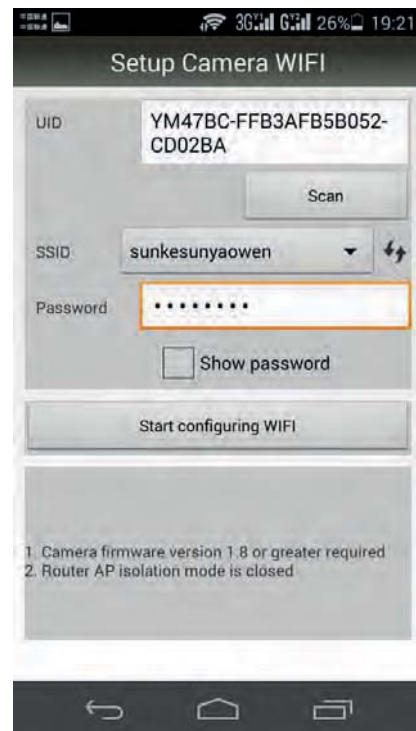 3G 26% 19:21
Setup Camera WIFI
UID
YM47BC-FFB3AFB5B052-
CD02BA
Scan
SSID
sunkesunyaowen
Password
••••••••
Show password
Start configuring WIFI
1. Camera firmware version 1.8 or greater required
2. Router AP isolation mode is closed